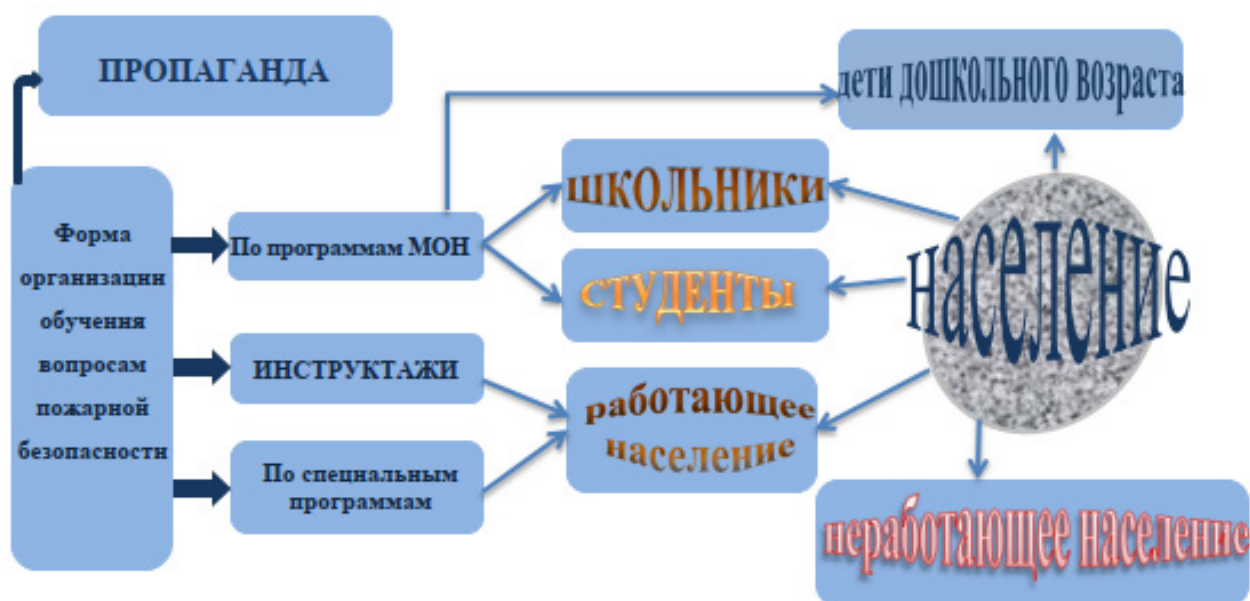 ПРОПАГАНДА
дети дошкольного возраста
Форма
организации
обучения
вопросам
пожарной
безопасности
По программам МОН
ИНСТРУКТАЖИ
По специальным
программам
ШКОЛЬНИКИ
СТУДЕНТЫ
работающее
население
население
неработающее население